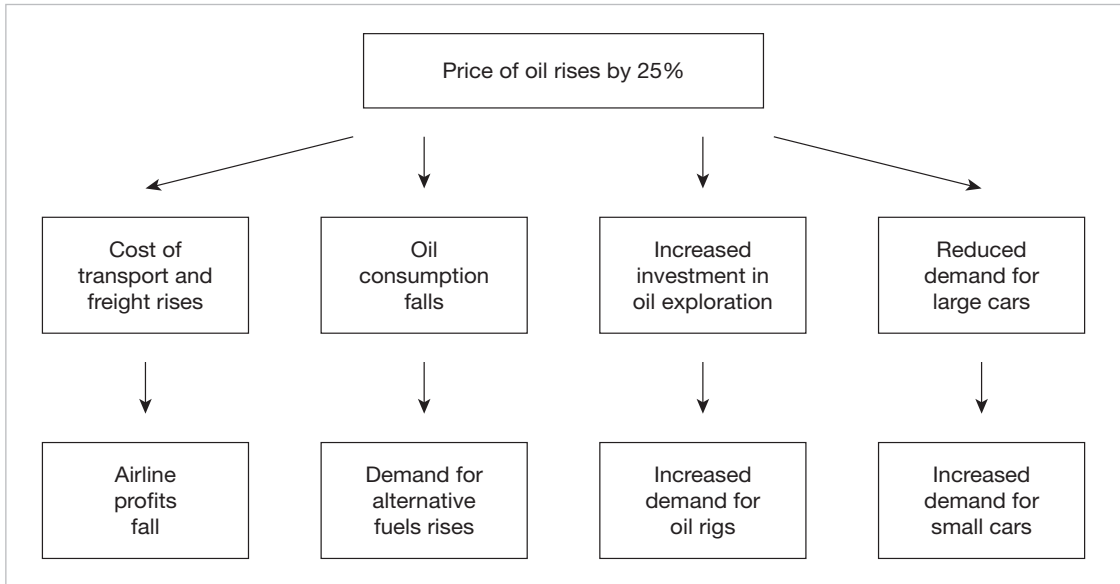 Price of oil rises by 25%
Cost of
transport and
freight rises
Oil
consumption
falls
Increased
investment in
oil exploration
Reduced
demand for
large cars
Airline
profits
fall
Demand for
alternative
fuels rises
Increased
demand for
oil rigs
Increased
demand for
small cars